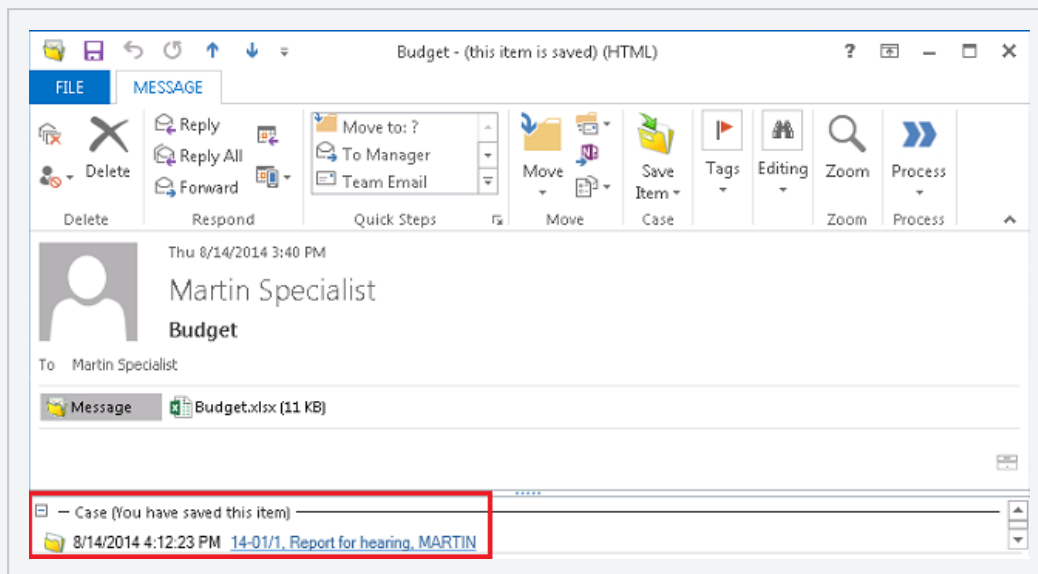 Budget - (this item is saved) (HTML)
?
FILE MESSAGE
Delete
Reply
Reply All
Forward
Move to: ?
To Manager
Team Email
Move
Save Item
Tags
Editing
Zoom
Process
Delete Respond Quick Steps Move Case Zoom Process
Thu 8/14/2014 3:40 PM
Martin Specialist
Budget
To Martin Specialist
Message Budget.xlsx (11 KB)
Case (You have saved this item)
8/14/2014 4:12:23 PM 14-01/1, Report for hearing, MARTIN